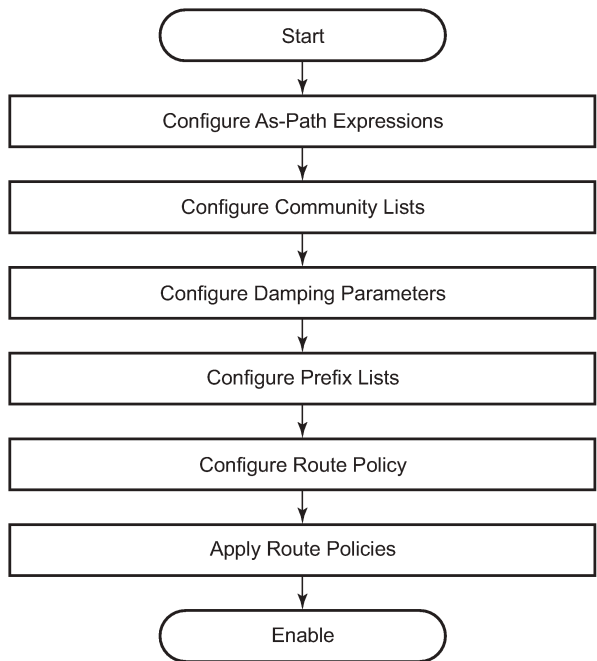 Start
Configure As-Path Expressions
Configure Community Lists
Configure Damping Parameters
Configure Prefix Lists
Configure Route Policy
Apply Route Policies
Enable